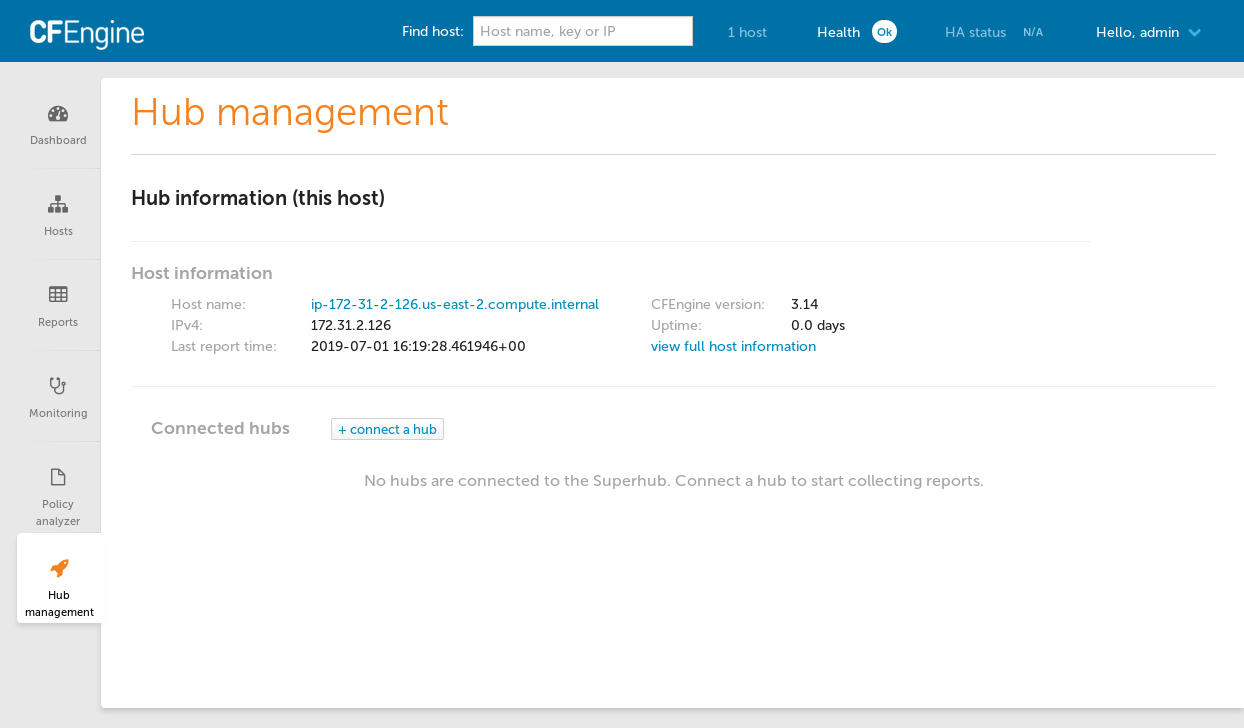 CFEngine
Find host:
Host name, key or IP
1 host
Health
Ok
HA status
N/A
Hello, admin
Dashboard
Hosts
Reports
Monitoring
Policy
analyzer
Hub
management
Hub management
Hub information (this host)
Host information
Host name: ip-172-31-2-126.us-east-2.compute.internal
CFEngine version: 3.14
IPv4: 172.31.2.126
Uptime: 0.0 days
Last report time: 2019-07-01 16:19:28.461946+00
view full host information
Connected hubs
+ connect a hub
No hubs are connected to the Superhub. Connect a hub to start collecting reports.